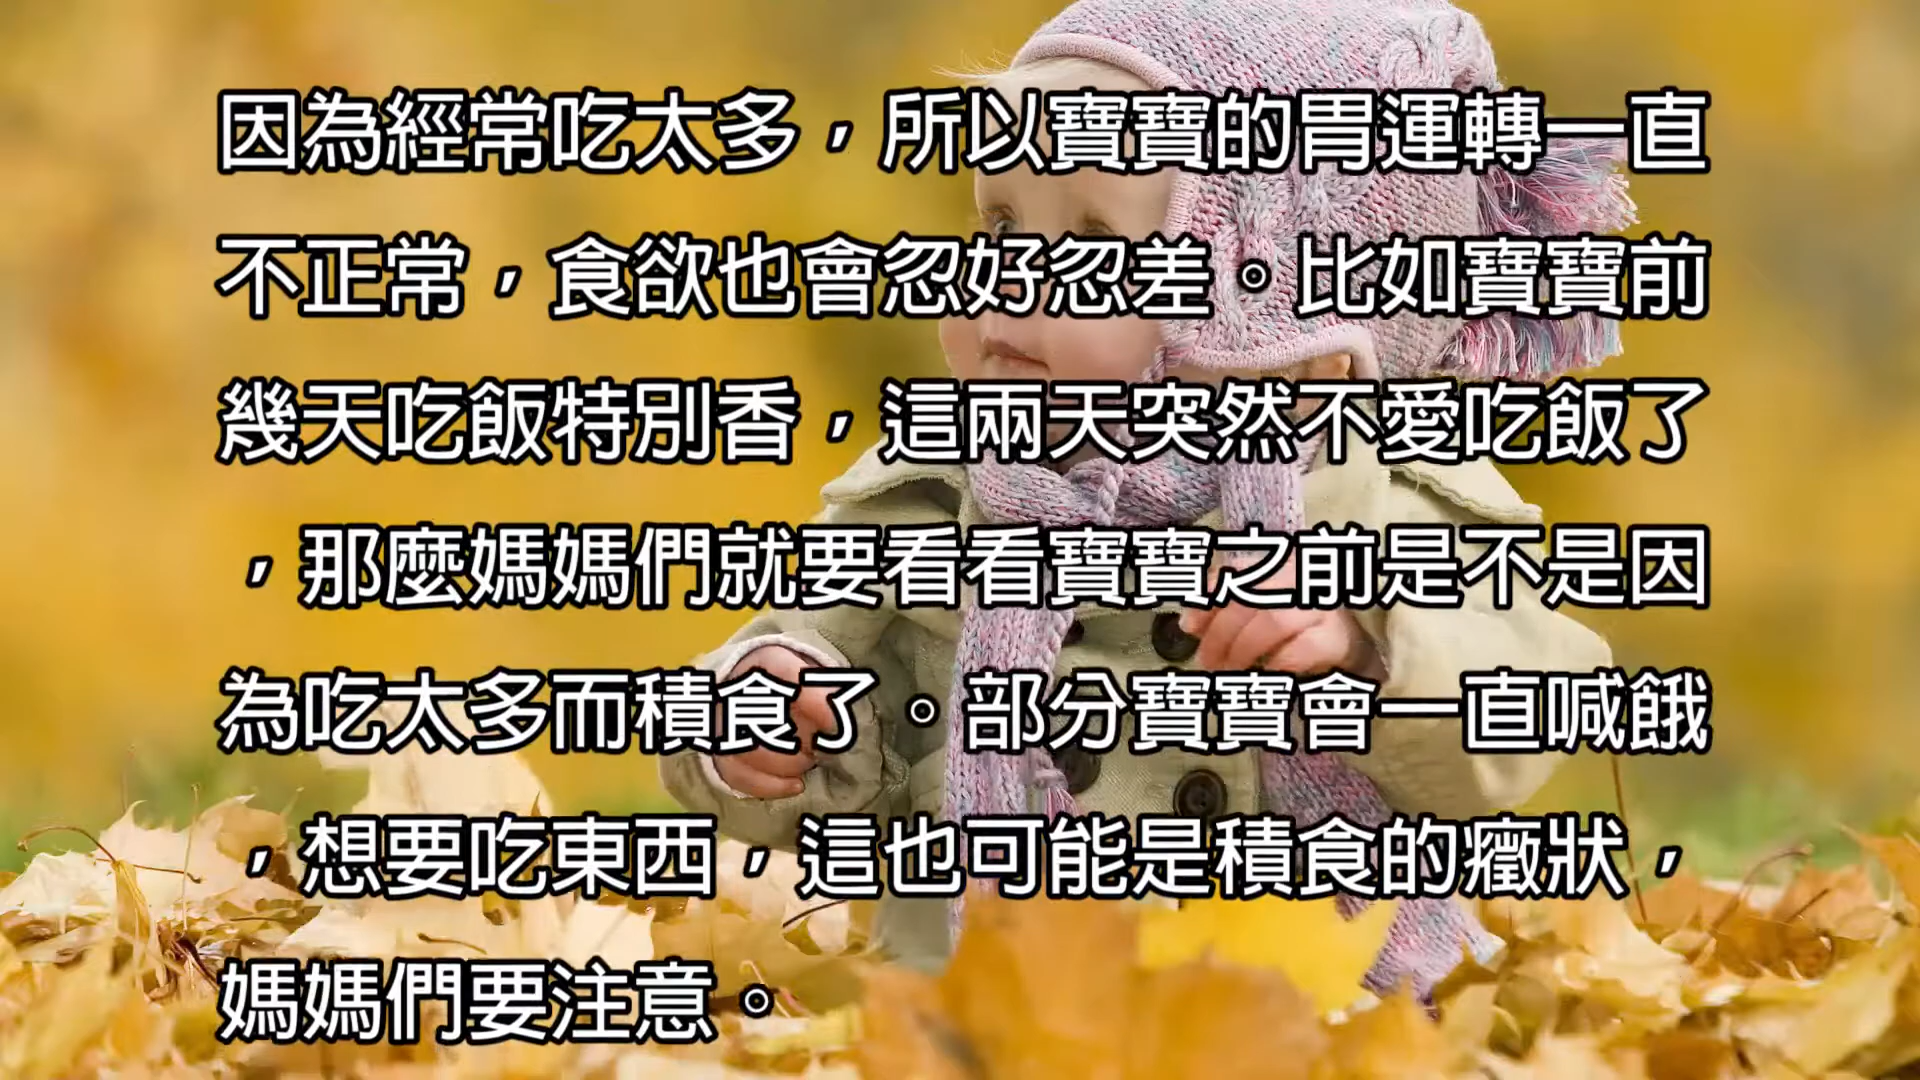 因為經常吃太多，所以寶寶的胃運轉一直
不正常，食欲也會忽好忽差。比如寶寶前
幾天吃飯特別香，這兩天突然不愛吃飯了
，那麼媽媽們就要看看寶寶之前是不是因
為吃太多而積食了。部分寶寶會一直喊餓
，想要吃東西，這也可能是積食的癥狀，
媽媽們要注意。